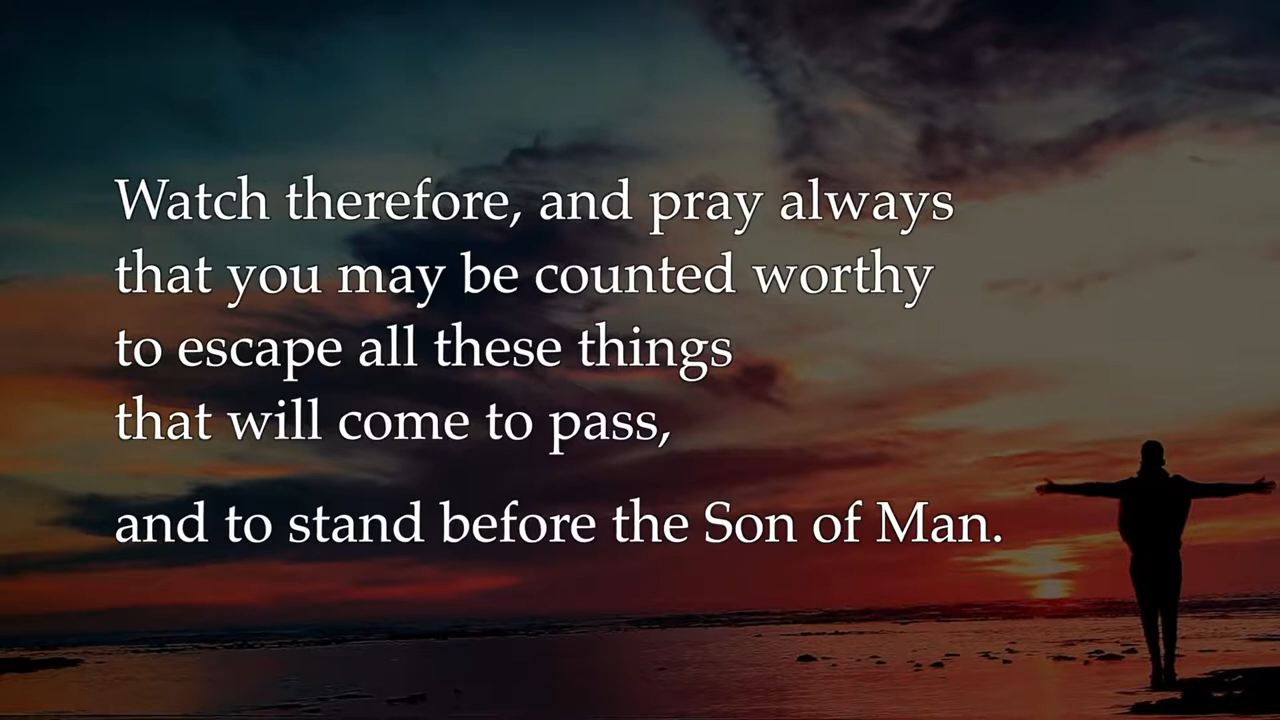 Watch therefore, and pray always
that you may be counted worthy
to escape all these things
that will come to pass,
and to stand before the Son of Man.